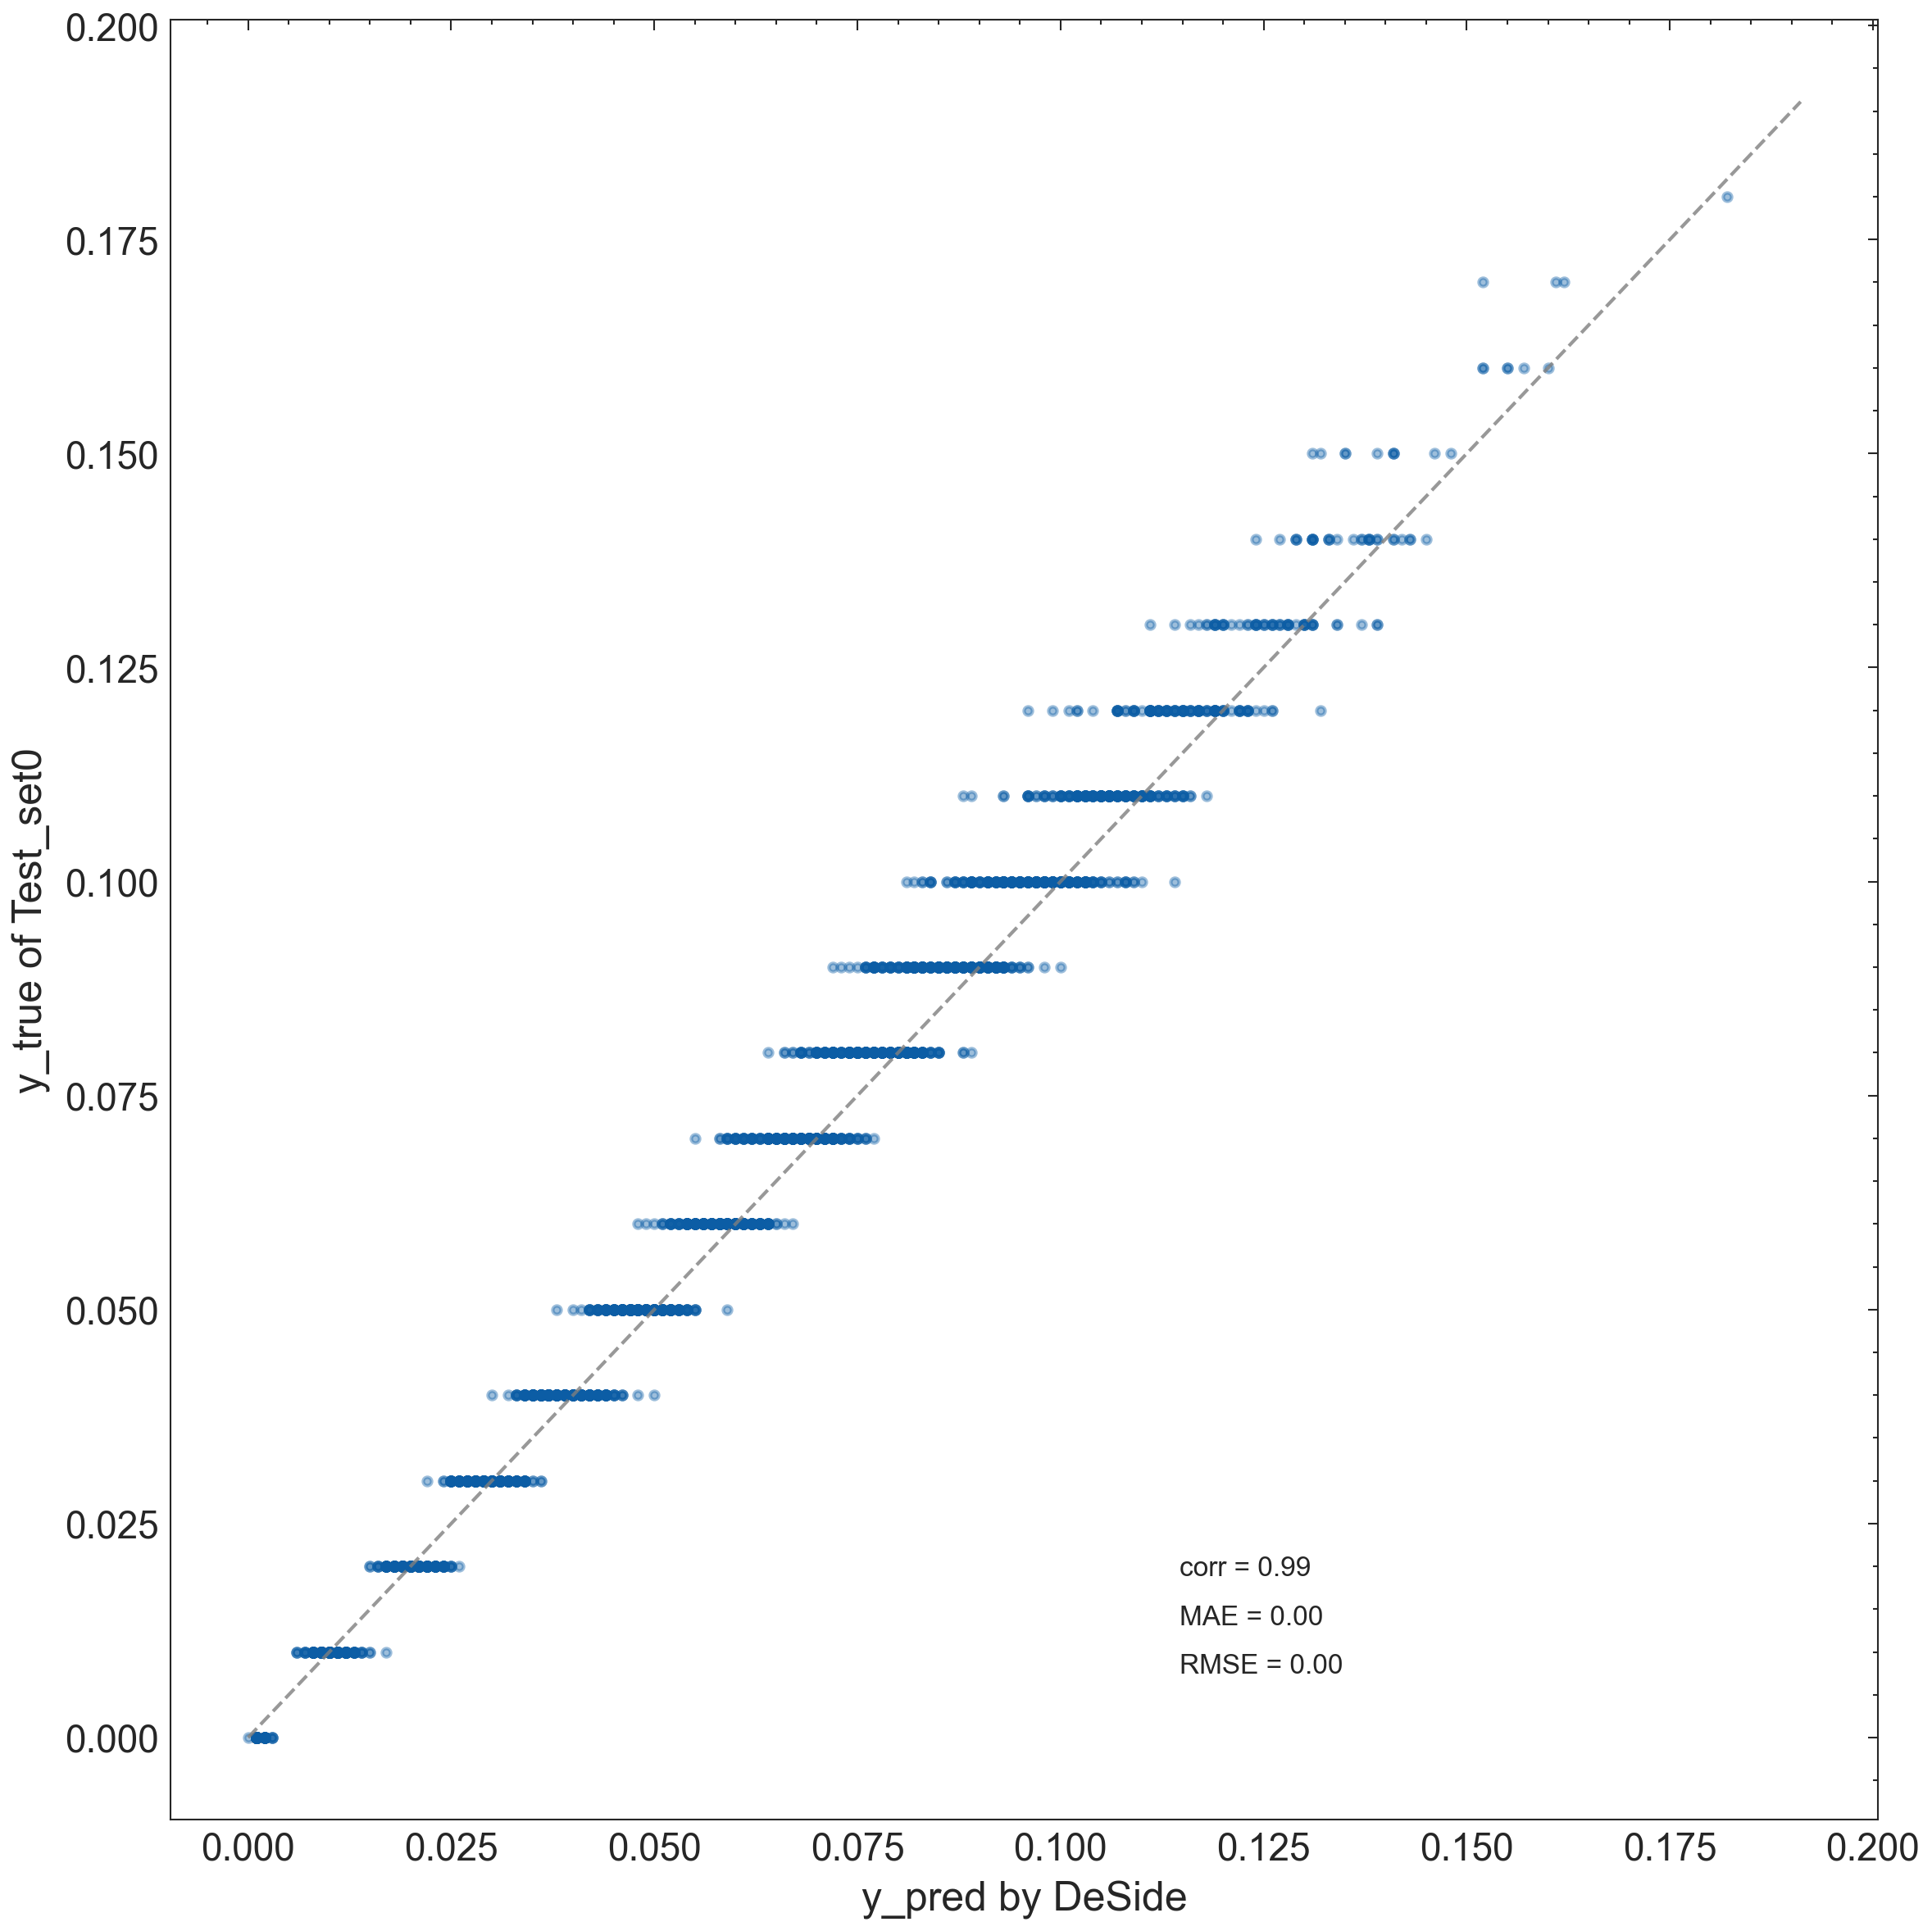 0.200
0.175
0.150
0.125
0.100
0.075
0.050
0.025
0.000
y_true of Test_set0
corr = 0.99
MAE = 0.00
RMSE = 0.00
0.000 0.025 0.050 0.075 0.100 0.125 0.150 0.175 0.200
y_pred by DeSide